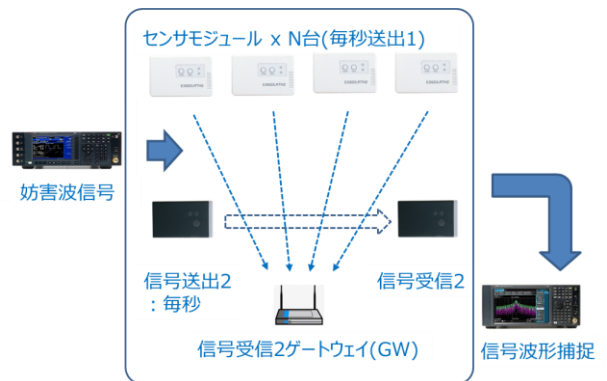 センサモジュール x N台(毎秒送出1)
妨害波信号
信号送出2
：毎秒
信号受信2
信号受信2ゲートウェイ(GW)
信号波形捕捉